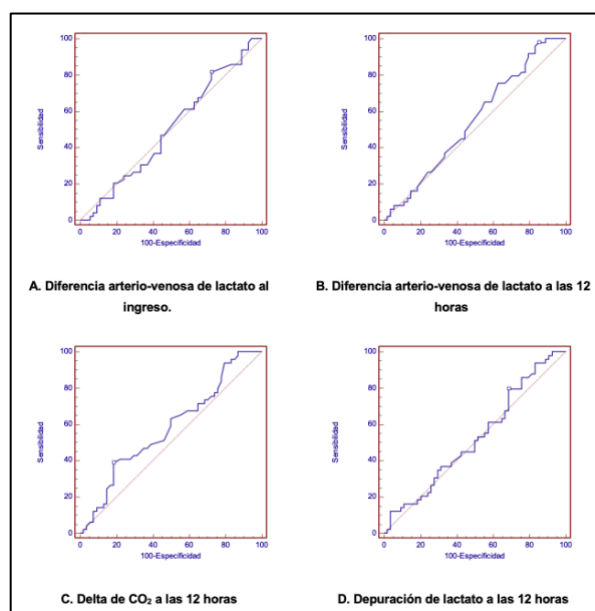 100
80
60
40
20
0
Sensibilidad
0 20 40 60 80 100
100-Especificidad
100
80
60
40
20
0
Sensibilidad
0 20 40 60 80 100
100-Especificidad
A. Diferencia arterio-venosa de lactato al
ingreso.
B. Diferencia arterio-venosa de lactato a las 12
horas
100
80
60
40
20
0
Sensibilidad
0 20 40 60 80 100
100-Especificidad
100
80
60
40
20
0
Sensibilidad
0 20 40 60 80 100
100-Especificidad
C. Delta de CO₂ a las 12 horas
D. Depuración de lactato a las 12 horas